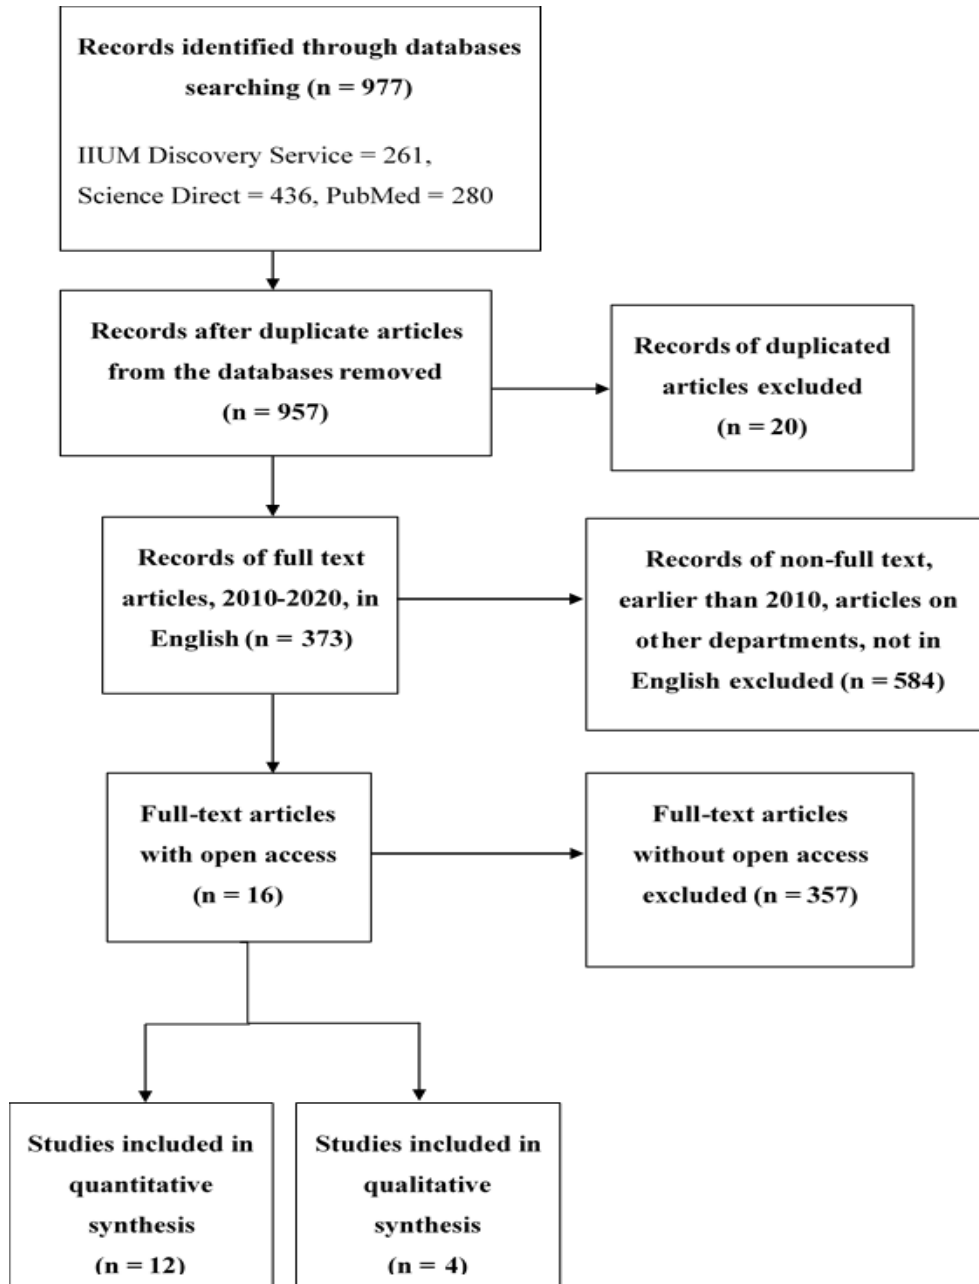 Records identified through databases
searching (n = 977)
IIUM Discovery Service = 261,
Science Direct = 436, PubMed = 280
Records after duplicate articles
from the databases removed
(n = 957)
Records of duplicated
articles excluded
(n = 20)
Records of full text
articles, 2010-2020, in
English (n = 373)
Records of non-full text,
earlier than 2010, articles on
other departments, not in
English excluded (n = 584)
Full-text articles
with open access
(n = 16)
Full-text articles
without open access
excluded (n = 357)
Studies included in
quantitative
synthesis
(n = 12)
Studies included in
qualitative
synthesis
(n = 4)